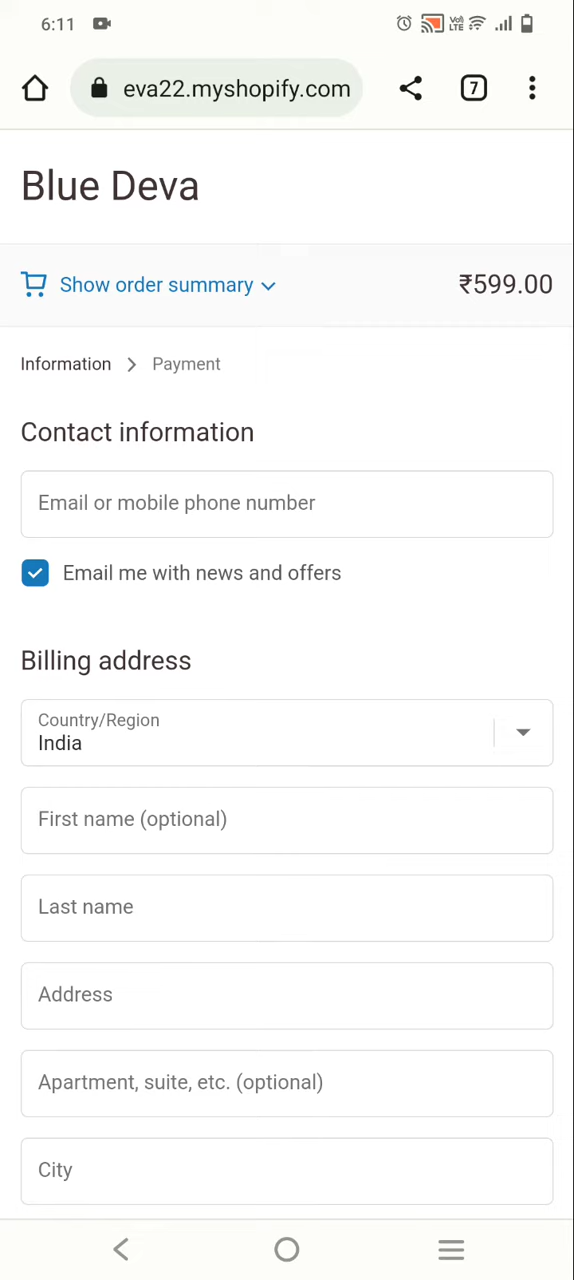 6:11
Vo) LTE
eva22.myshopify.com
7
Blue Deva
Show order summary
₹599.00
Information
Payment
Contact information
Email or mobile phone number
Email me with news and offers
Billing address
Country/Region
India
First name (optional)
Last name
Address
Apartment, suite, etc. (optional)
City